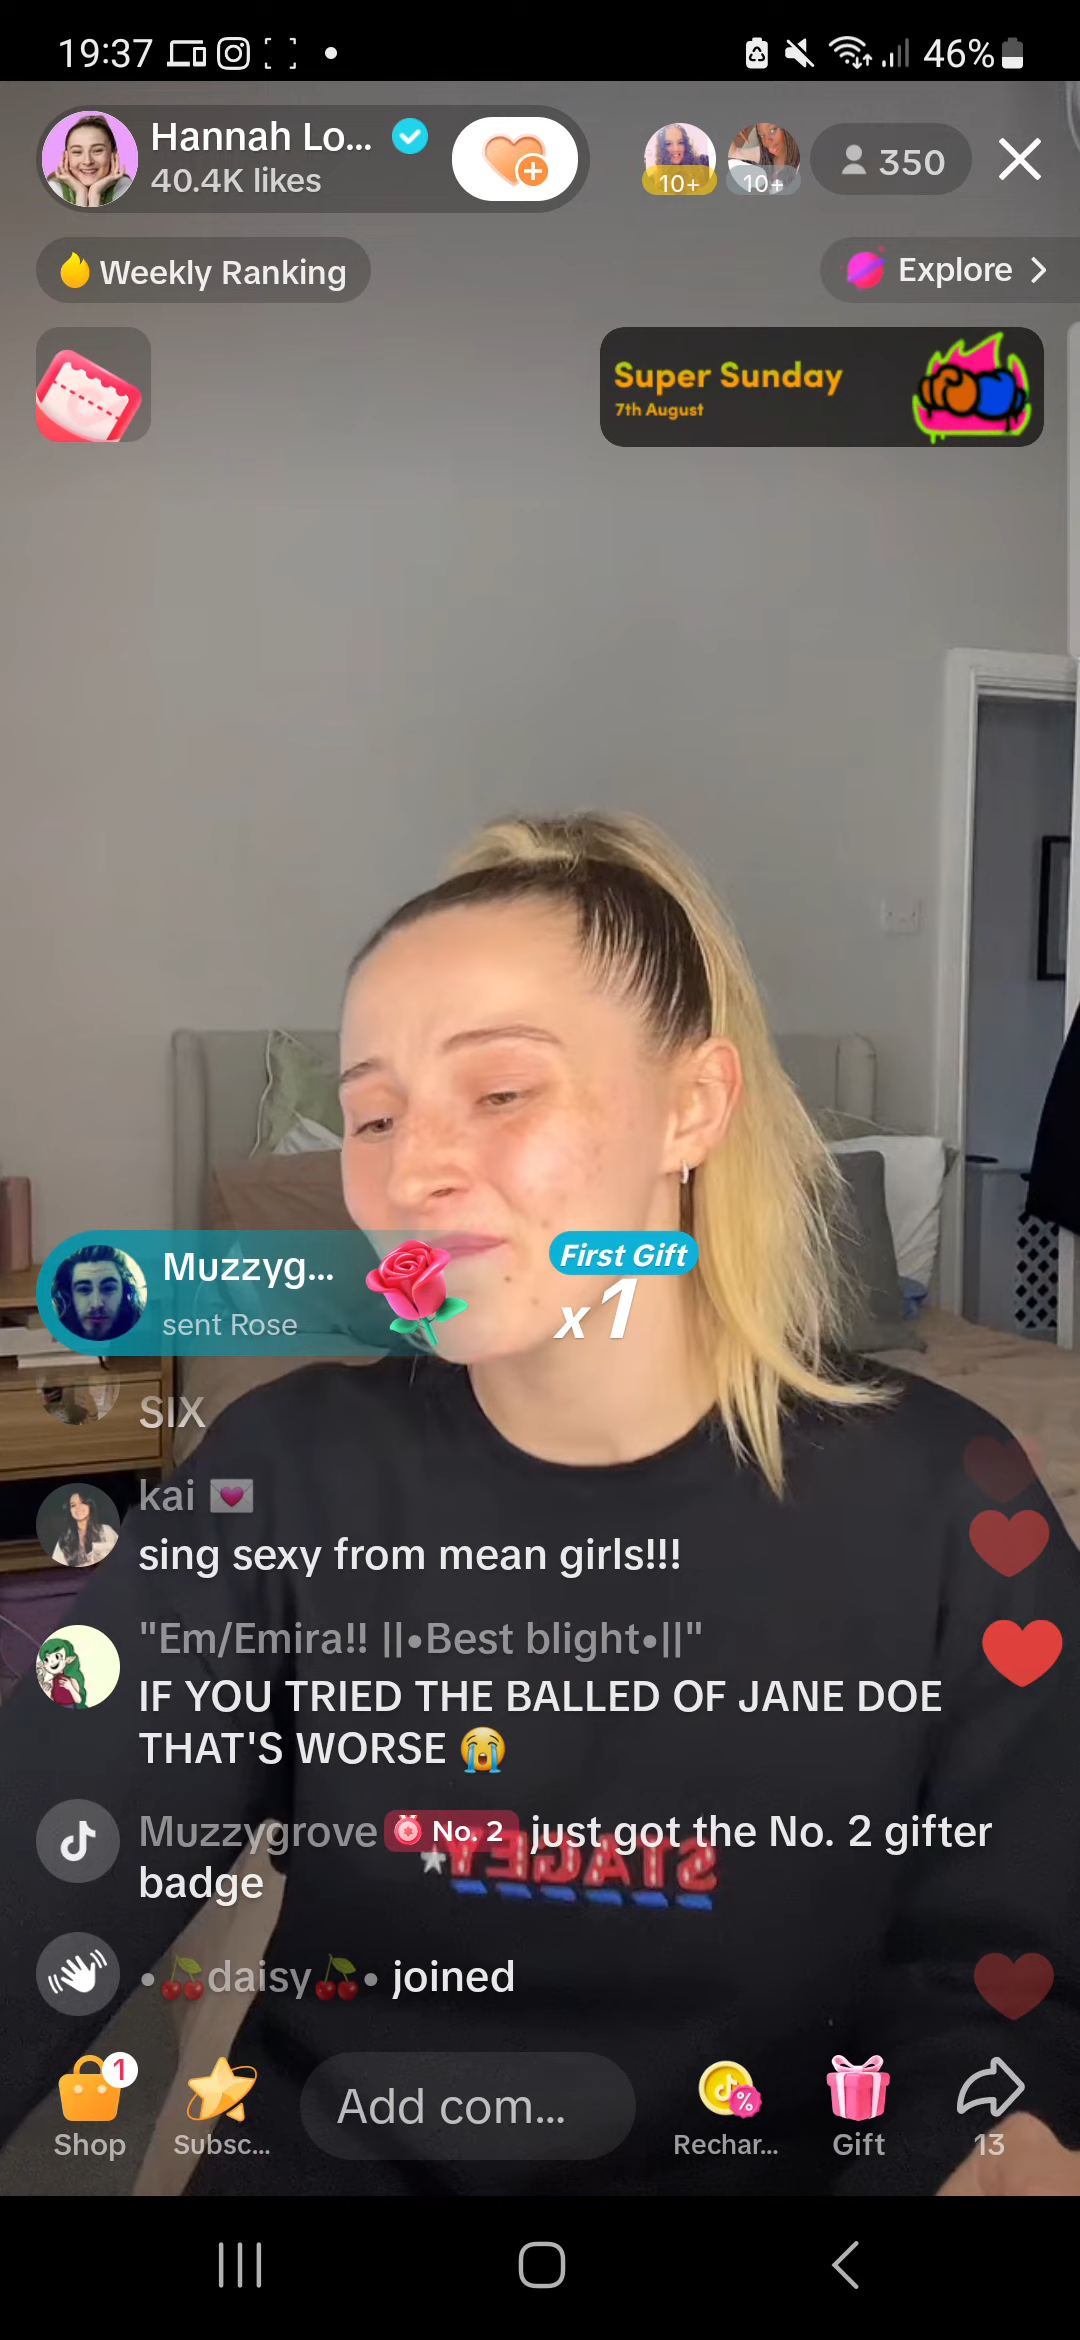 19:37
46%
Hannah Lo...
40.4K likes
10+
10+
350
Weekly Ranking
Explore
Super Sunday
7th August
Muzzyg...
sent Rose
First Gift
x1
SIX
kai
sing sexy from mean girls!!!
"Em/Emira!! ||•Best blight•||"
IF YOU TRIED THE BALLED OF JANE DOE
THAT'S WORSE
Muzzygrove No. 2 just got the No. 2 gifter
badge
STAGEY
•daisy• joined
1
Shop
Subsc...
Add com...
%
Rechar...
Gift
13